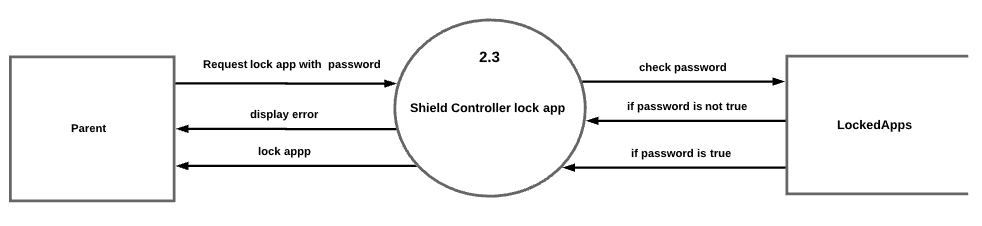 2.3
Request lock app with password
check password
Shield Controller lock app
if password is not true
display error
Parent
LockedApps
lock appp
if password is true